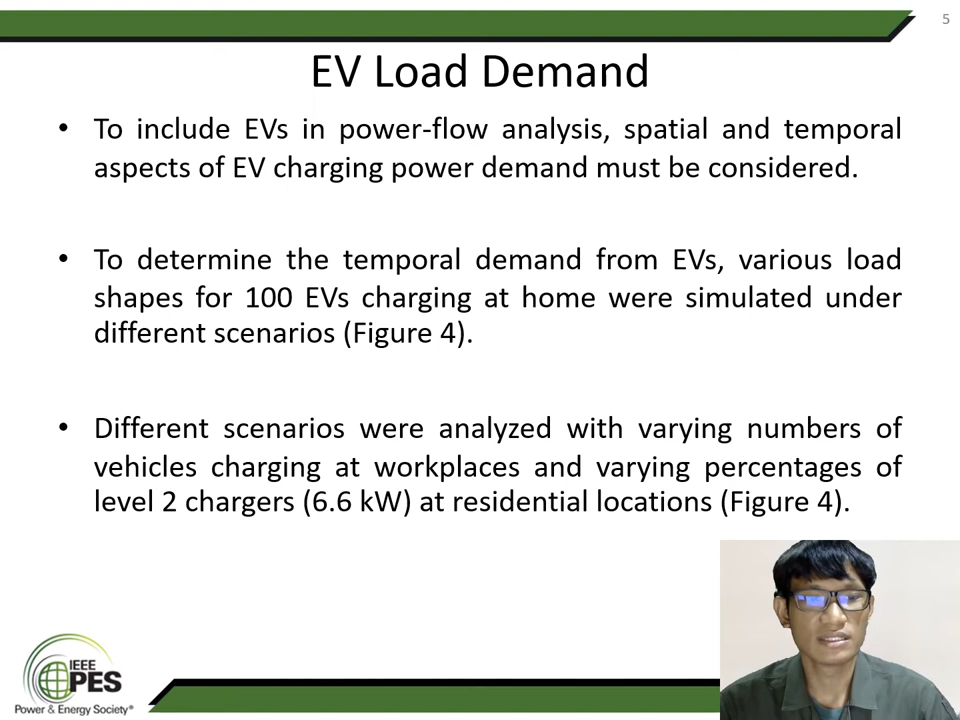 5
EV Load Demand
• To include EVs in power-flow analysis, spatial and temporal
aspects of EV charging power demand must be considered.
• To determine the temporal demand from EVs, various load
shapes for 100 EVs charging at home were simulated under
different scenarios (Figure 4).
• Different scenarios were analyzed with varying numbers of
vehicles charging at workplaces and varying percentages of
level 2 chargers (6.6 kW) at residential locations (Figure 4).
IEEE
PES
Power & Energy Society®